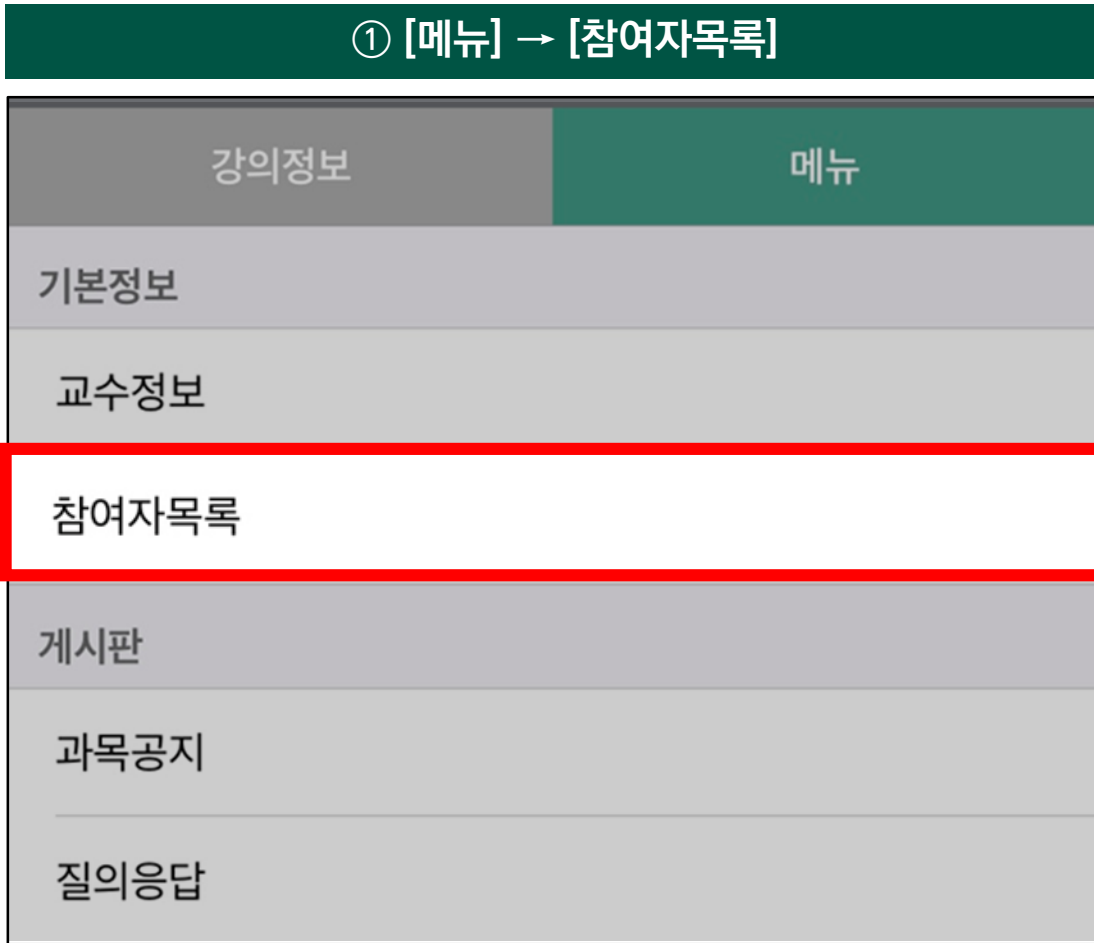 ① [메뉴] → [참여자목록]
강의정보 메뉴
기본정보
교수정보
참여자목록
게시판
과목공지
질의응답